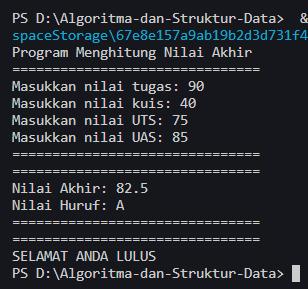 PS D:\Algoritma-dan-Struktur-Data>  &
spaceStorage\67e8e157a9ab19b2d3d731f4
Program Menghitung Nilai Akhir
==============================
Masukkan nilai tugas: 90
Masukkan nilai kuis: 40
Masukkan nilai UTS: 75
Masukkan nilai UAS: 85
==============================
==============================
Nilai Akhir: 82.5
Nilai Huruf: A
==============================
==============================
SELAMAT ANDA LULUS
PS D:\Algoritma-dan-Struktur-Data>